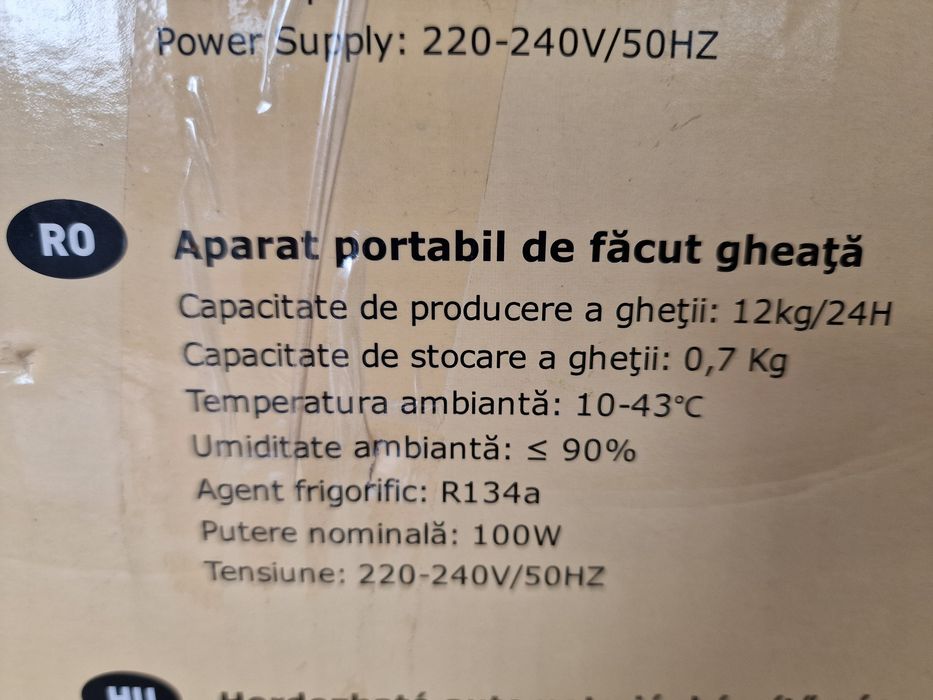 Power Supply: 220-240V/50HZ
RO
Aparat portabil de făcut gheaţă
Capacitate de producere a gheţii: 12kg/24H
Capacitate de stocare a gheţii: 0,7 Kg
Temperatura ambiantă: 10-43°C
Umiditate ambiantă: ≤ 90%
Agent frigorific: R134a
Putere nominală: 100W
Tensiune: 220-240V/50HZ
HU